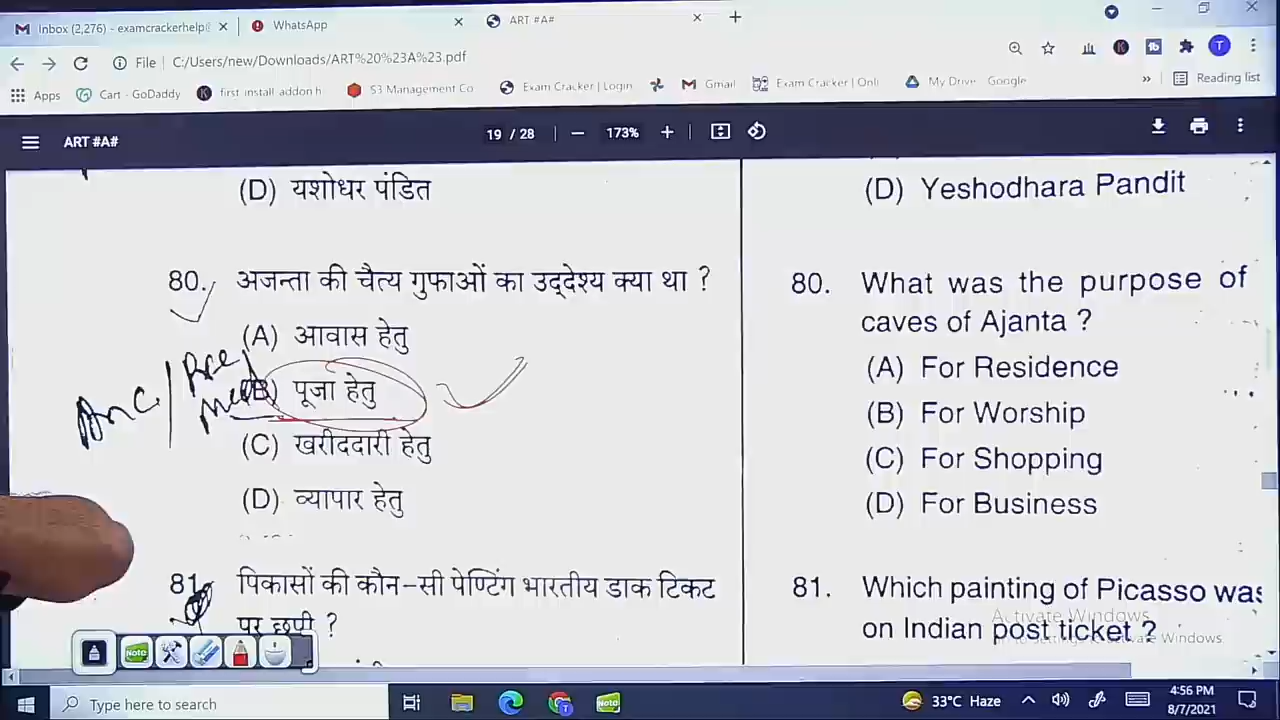 Inbox (2,276) - examcrackerhelp@
WhatsApp
ART #A#
File | C:/Users/new/Downloads/ART%20%23A%23.pdf
Apps
Cart - GoDaddy
first install addon h
S3 Management Co
Exam Cracker | Login
Gmail
Exam Cracker | Onli
My Drive
Google
»
Reading list
ART #A#
19 / 28
173%
(D) यशोधर पंडित
80. अजन्ता की चैत्य गुफाओं का उद्देश्य क्या था ?
(A) आवास हेतु
(B) पूजा हेतु
(C) खरीददारी हेतु
(D) व्यापार हेतु
81. पिकासों की कौन-सी पेण्टिंग भारतीय डाक टिकट
पर छपी ?
(D) Yeshodhara Pandit
80. What was the purpose of
caves of Ajanta ?
(A) For Residence
(B) For Worship
(C) For Shopping
(D) For Business
81. Which painting of Picasso was
on Indian post ticket ?
Activate Windows
Windows.
Note
Type here to search
Note
33°C Haze
4:56 PM
8/7/2021